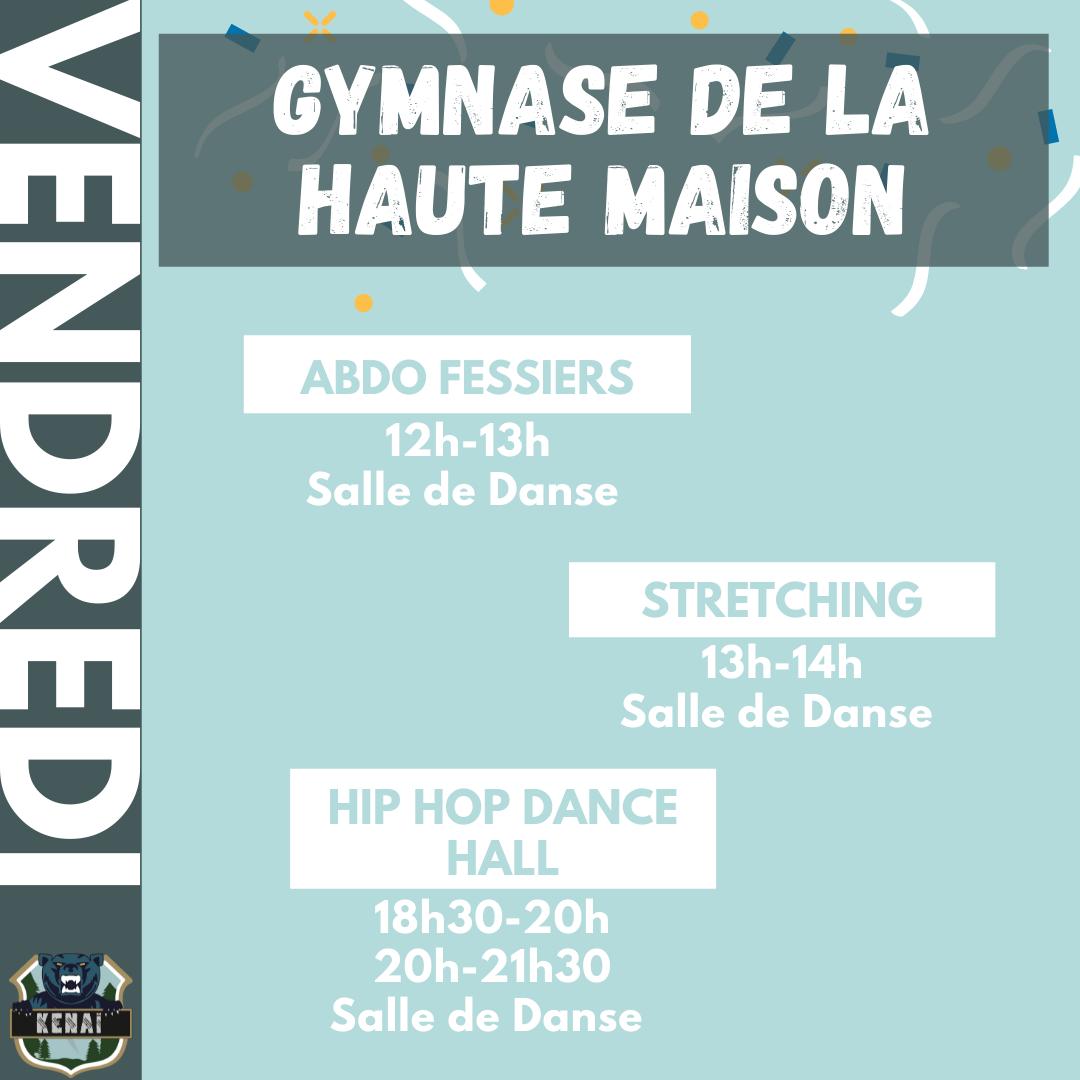 VENDREDI
GYMNASE DE LA
HAUTE MAISON
ABDO FESSIERS
12h-13h
Salle de Danse
STRETCHING
13h-14h
Salle de Danse
HIP HOP DANCE
HALL
18h30-20h
20h-21h30
Salle de Danse
KENAI